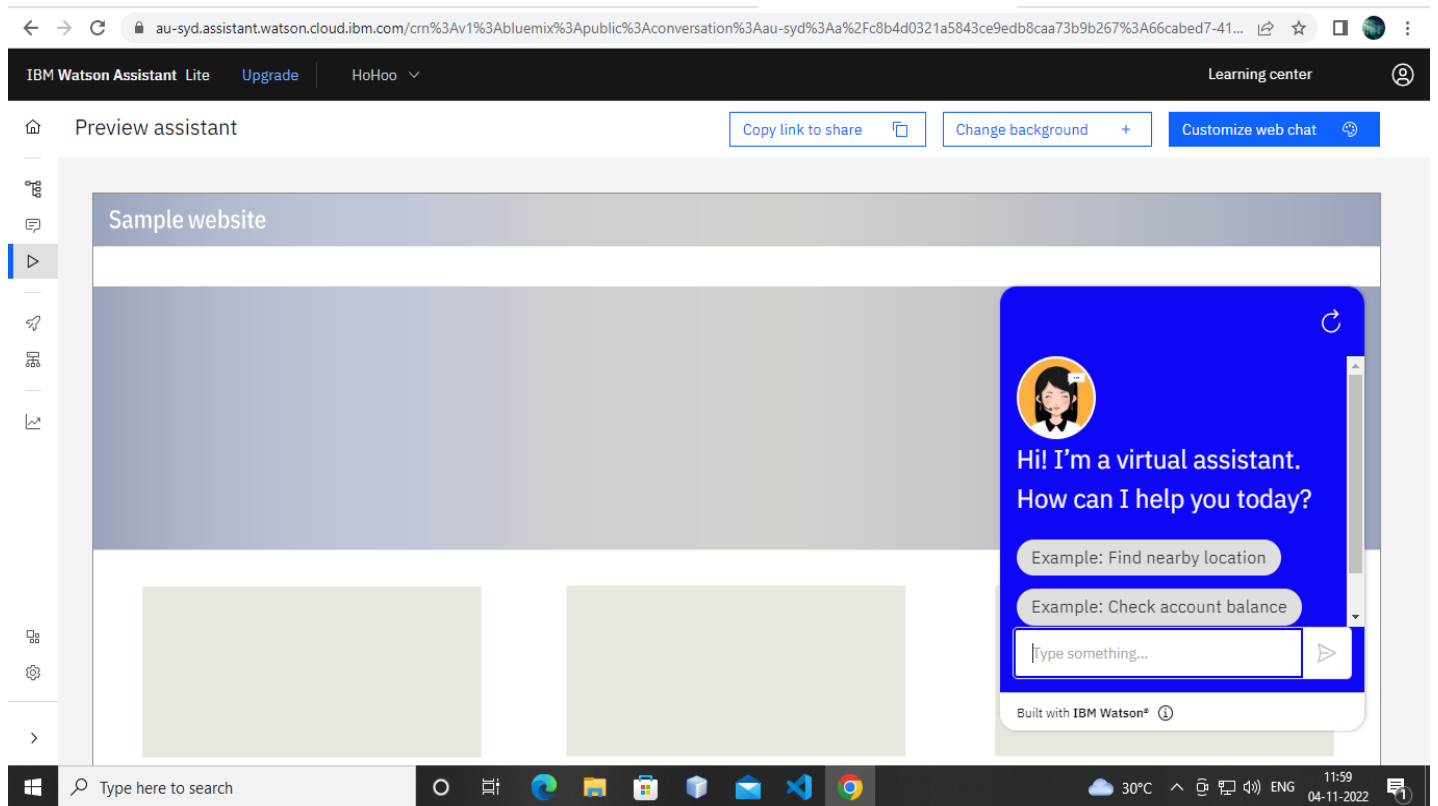 au-syd.assistant.watson.cloud.ibm.com/crn%3Av1%3Abluemix%3Apublic%3Aconversation%3Aau-syd%3Aa%2Fc8b4d0321a5843ce9edb8caa73b9b267%3A66cabed7-41...
IBM Watson Assistant Lite Upgrade HoHoo Learning center
Preview assistant Copy link to share Change background + Customize web chat
Sample website
Hi! I'm a virtual assistant.
How can I help you today?
Example: Find nearby location
Example: Check account balance
Type something...
Built with IBM Watson®
Type here to search 30°C ENG 11:59
04-11-2022
1